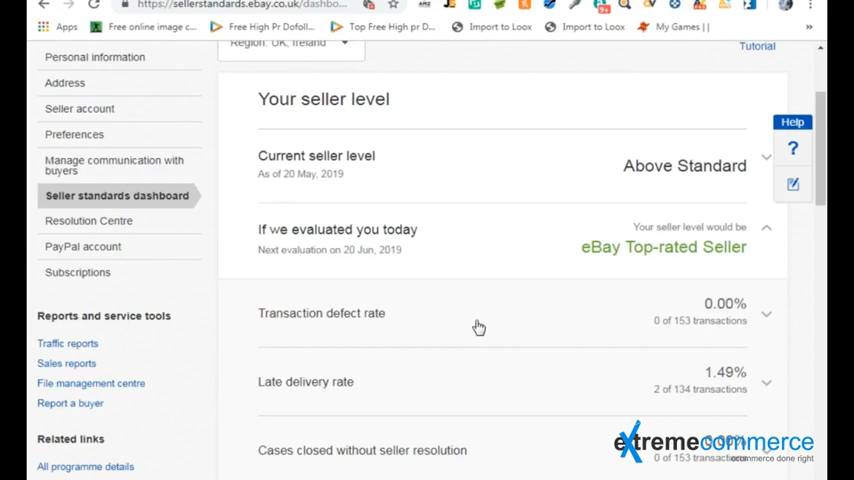 https://sellerstandards.ebay.co.uk/dashbo...
Apps
Free online image c
Free High Pr Dofoll
Top Free High pr D
Import to Loox
Import to Loox
My Games |
»
Region: UK, Ireland
Tutorial
Personal information
Address
Seller account
Preferences
Manage communication with
buyers
Seller standards dashboard
Resolution Centre
PayPal account
Subscriptions
Reports and service tools
Traffic reports
Sales reports
File management centre
Report a buyer
Related links
All programme details
Your seller level
Current seller level
As of 20 May, 2019
Above Standard
If we evaluated you today
Next evaluation on 20 Jun, 2019
Your seller level would be
eBay Top-rated Seller
Transaction defect rate
0.00%
0 of 153 transactions
Late delivery rate
1.49%
2 of 134 transactions
Cases closed without seller resolution
0.00%
0 of 153 transactions
Help
?
extremecommerce
ecommerce done right